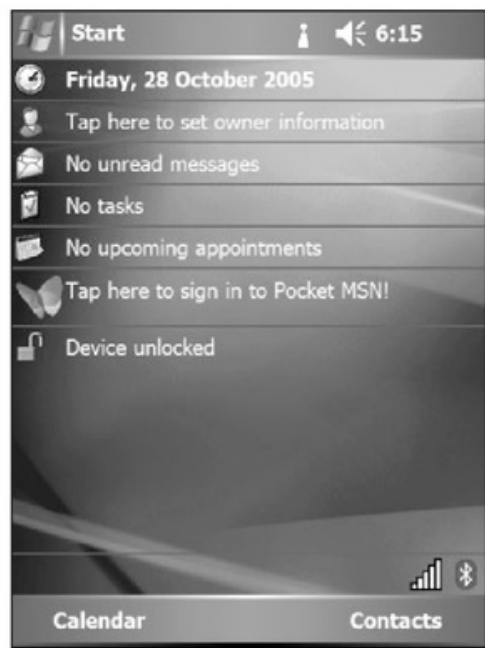 Start 6:15
Friday, 28 October 2005
Tap here to set owner information
No unread messages
No tasks
No upcoming appointments
Tap here to sign in to Pocket MSN!
Device unlocked
Calendar Contacts